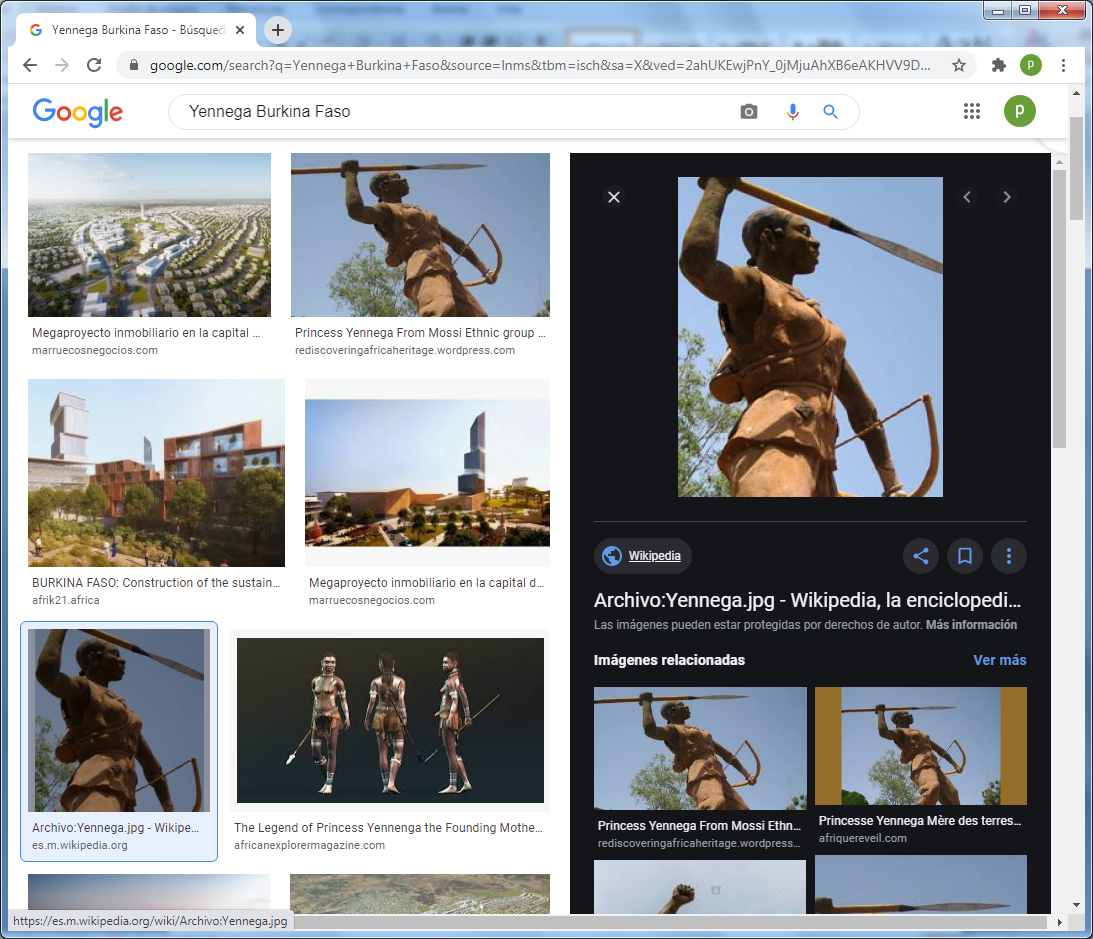 Yennega Burkina Faso - Búsqued
google.com/search?q=Yennega+Burkina+Faso&source=lnms&tbm=isch&sa=X&ved=2ahUKEwjPnY_0jMjuAhXB6eAKHVV9D...
P
Google
Yennega Burkina Faso
p
Megaproyecto inmobiliario en la capital ...
marruecosnegocios.com
Princess Yennega From Mossi Ethnic group ...
rediscoveringafricaheritage.wordpress.com
BURKINA FASO: Construction of the sustain...
afrik21.africa
Megaproyecto inmobiliario en la capital d...
marruecosnegocios.com
Archivo:Yennega.jpg - Wikipe...
es.m.wikipedia.org
The Legend of Princess Yennenga the Founding Mothe...
africanexplorermagazine.com
Wikipedia
Archivo:Yennega.jpg - Wikipedia, la enciclopedi...
Las imágenes pueden estar protegidas por derechos de autor. Más información
Imágenes relacionadas
Ver más
Princess Yennega From Mossi Ethn...
rediscoveringafricaheritage.wordpress...
Princesse Yennega Mère des terres...
afriquereveil.com
https://es.m.wikipedia.org/wiki/Archivo:Yennega.jpg